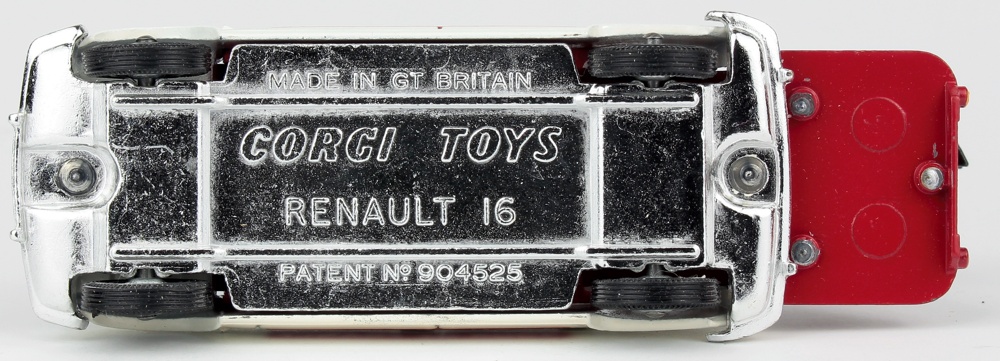 MADE IN GT BRITAIN
CORGI TOYS
RENAULT 16
PATENT Nº 904525